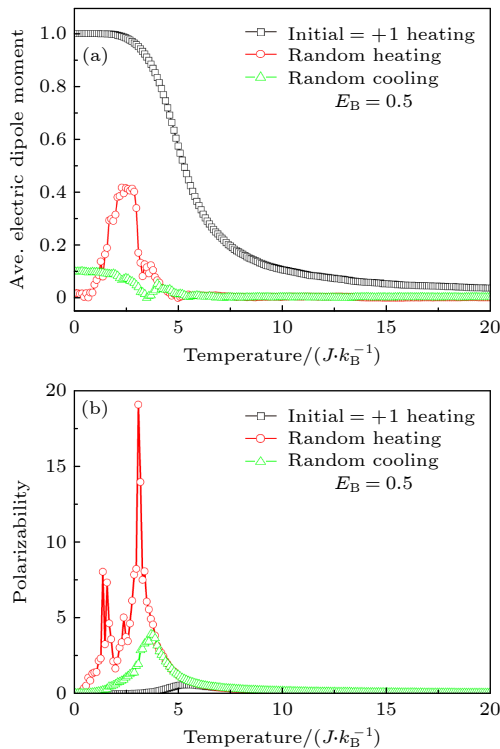 1.0
0.8
0.6
0.4
0.2
0
Ave. electric dipole moment
(a)
Initial = +1 heating
Random heating
Random cooling
E_B = 0.5
0 5 10 15 20
Temperature/(J·k_B^{-1})
20
15
10
5
0
Polarizability
(b)
Initial = +1 heating
Random heating
Random cooling
E_B = 0.5
0 5 10 15 20
Temperature/(J·k_B^{-1})